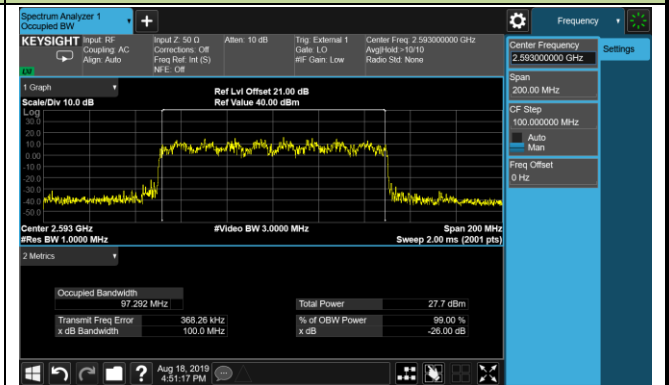 Spectrum Analyzer 1
Occupied BW
+
Frequency
KEYSIGHT
Input: RF
Coupling: AC
Align: Auto
Input Z: 50 Ω
Corrections: Off
Freq Ref: Int (S)
NFE: Off
Atten: 10 dB
Trig: External 1
Gate: LO
#IF Gain: Low
Center Freq: 2.593000000 GHz
Avg|Hold:>10/10
Radio Std: None
Center Frequency
2.593000000 GHz
Settings
Span
200.00 MHz
CF Step
100.000000 MHz
Auto
Man
Freq Offset
0 Hz
1 Graph
Scale/Div 10.0 dB
Ref Lvl Offset 21.00 dB
Ref Value 40.00 dBm
Log
30.0
20.0
10.0
0.00
-10.0
-20.0
-30.0
-40.0
-50.0
Center 2.593 GHz
#Res BW 1.0000 MHz
#Video BW 3.0000 MHz
Span 200 MHz
Sweep 2.00 ms (2001 pts)
2 Metrics
Occupied Bandwidth
97.292 MHz
Total Power 27.7 dBm
Transmit Freq Error 368.26 kHz
% of OBW Power 99.00 %
x dB Bandwidth 100.0 MHz
x dB -26.00 dB
?
Aug 18, 2019
4:51:17 PM